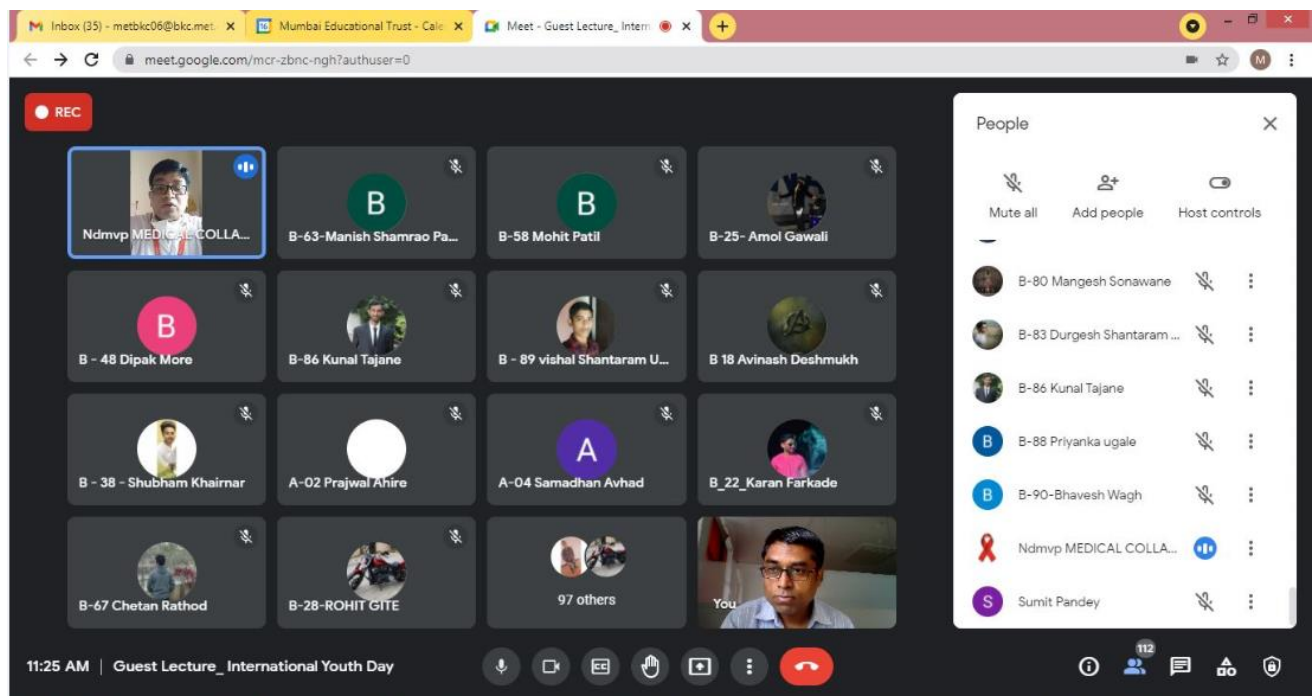 Inbox (35) - metbkc06@bkc.met.
Mumbai Educational Trust - Cale
Meet - Guest Lecture_ Intern
meet.google.com/mcr-zbnc-ngh?authuser=0
M
REC
Ndmvp MEDICAL COLLA...
B
B-63-Manish Shamrao Pa...
B
B-58 Mohit Patil
B-25- Amol Gawali
B
B - 48 Dipak More
B-86 Kunal Tajane
B - 89 vishal Shantaram U...
B 18 Avinash Deshmukh
B - 38 - Shubham Khairnar
A-02 Prajwal Ahire
A
A-04 Samadhan Avhad
B_22_Karan Farkade
B-67 Chetan Rathod
B-28-ROHIT GITE
97 others
You
People
Mute all Add people Host controls
B-80 Mangesh Sonawane
B-83 Durgesh Shantaram ...
B-86 Kunal Tajane
B B-88 Priyanka ugale
B B-90-Bhavesh Wagh
Ndmvp MEDICAL COLLA...
S Sumit Pandey
11:25 AM | Guest Lecture_ International Youth Day
CC
112